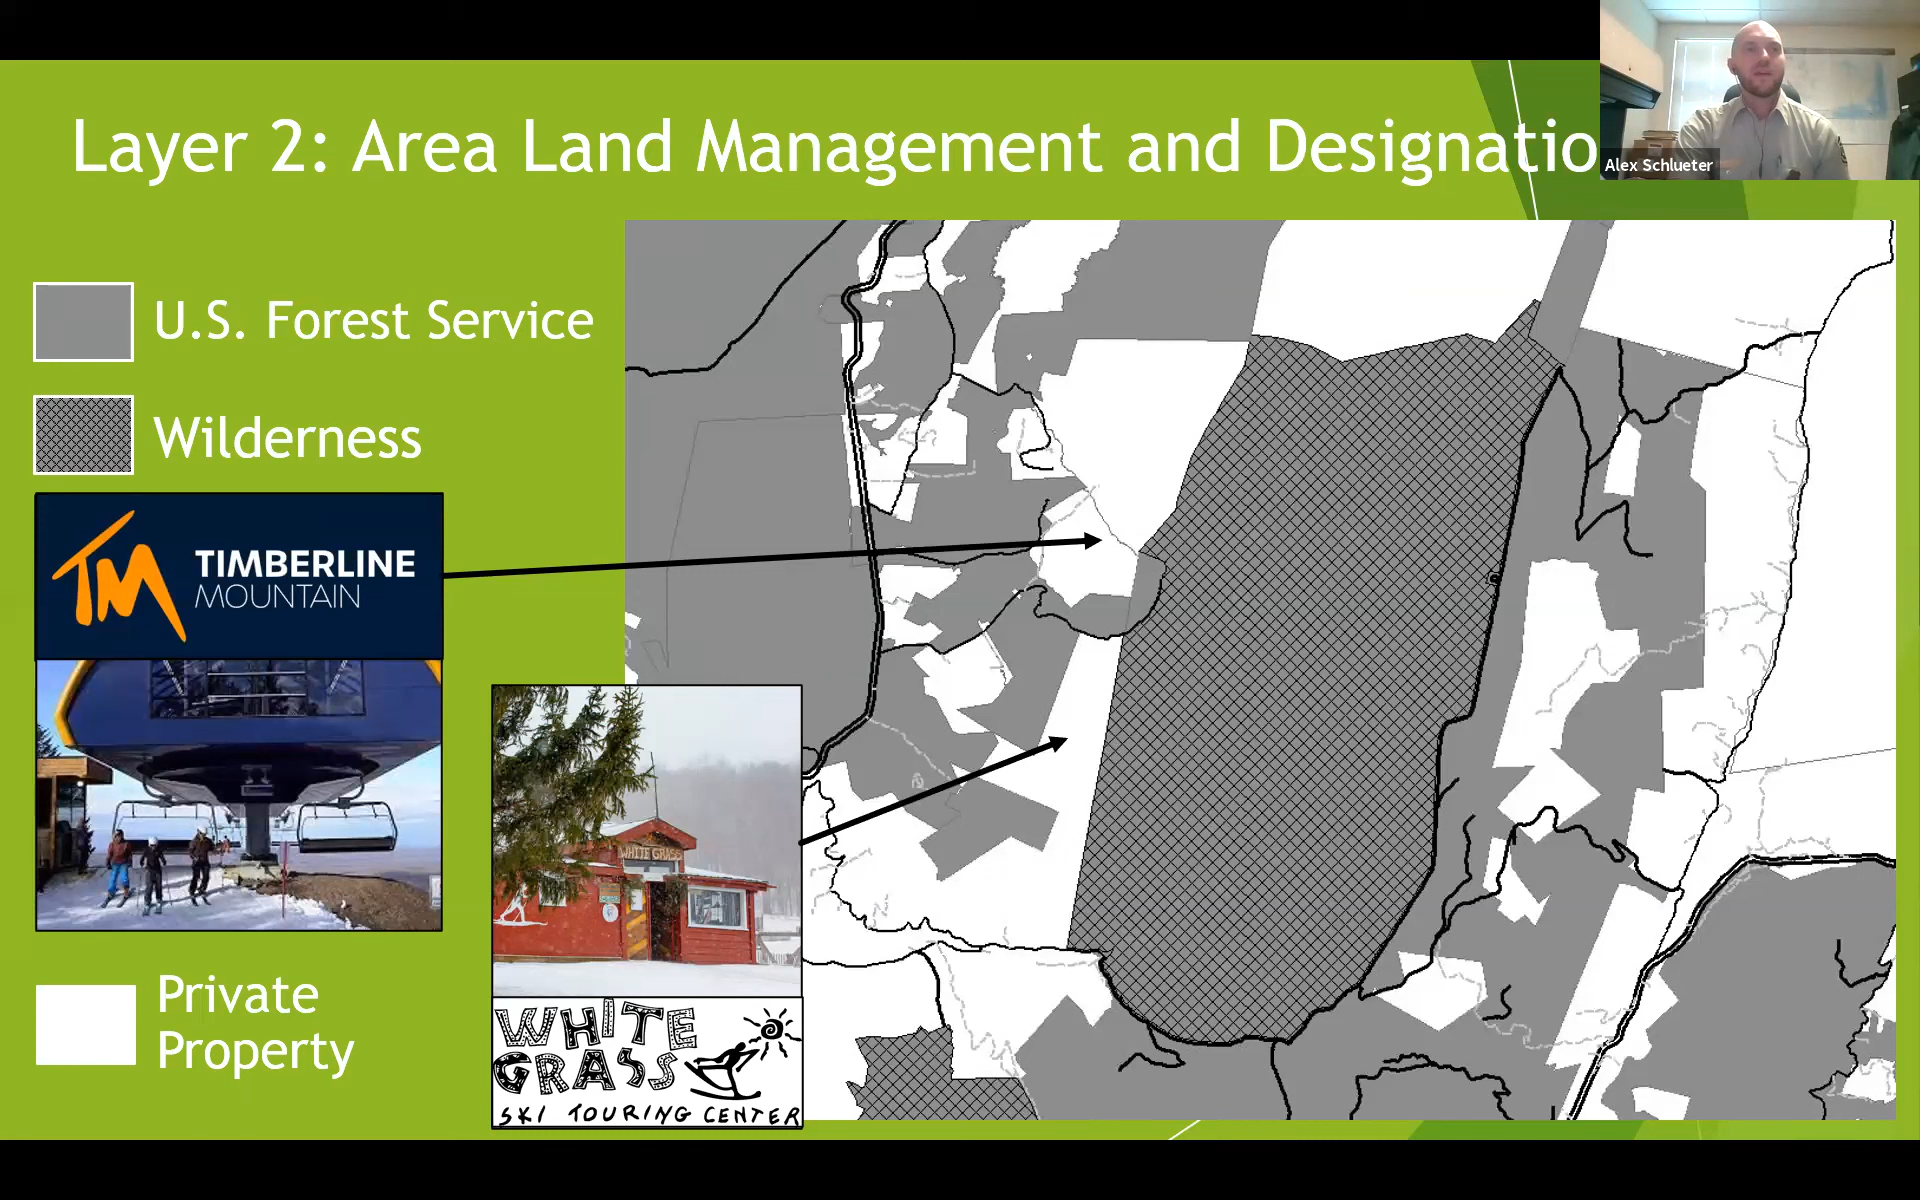 Layer 2: Area Land Management and Designatio
Alex Schlueter
U.S. Forest Service
Wilderness
TM TIMBERLINE
MOUNTAIN
WHITE GRASS
WHITE
GRASS
SKI TOURING CENTER
Private
Property